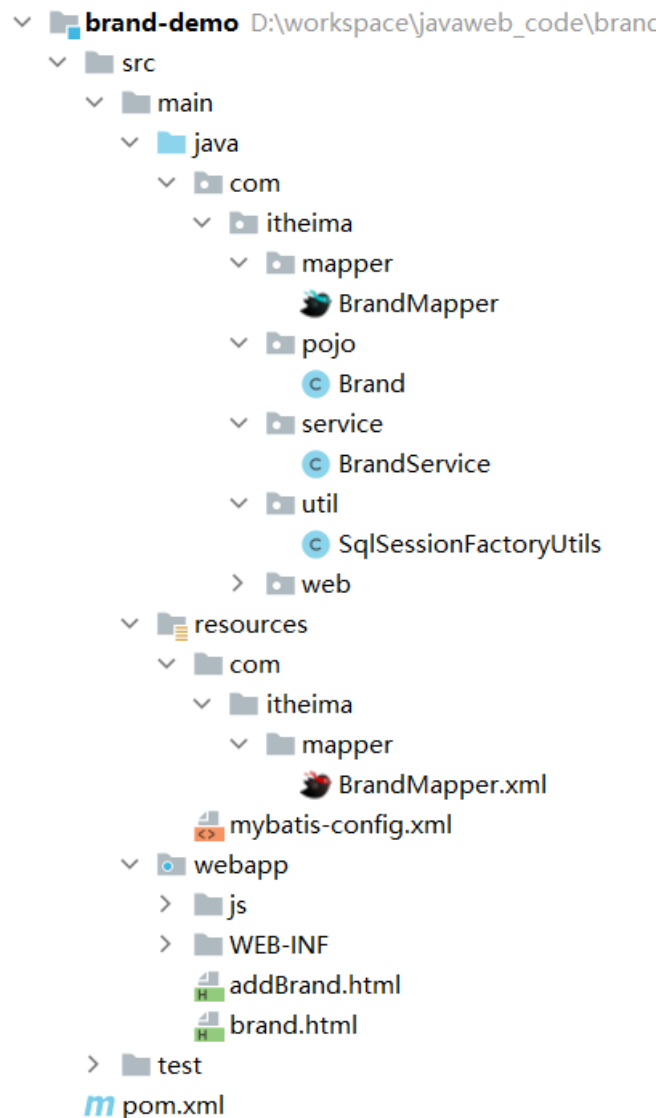 brand-demo D:\workspace\javaweb_code\brand
src
main
java
com
itheima
mapper
BrandMapper
pojo
C Brand
service
C BrandService
util
C SqlSessionFactoryUtils
web
resources
com
itheima
mapper
BrandMapper.xml
<> mybatis-config.xml
webapp
js
WEB-INF
H addBrand.html
H brand.html
test
m pom.xml